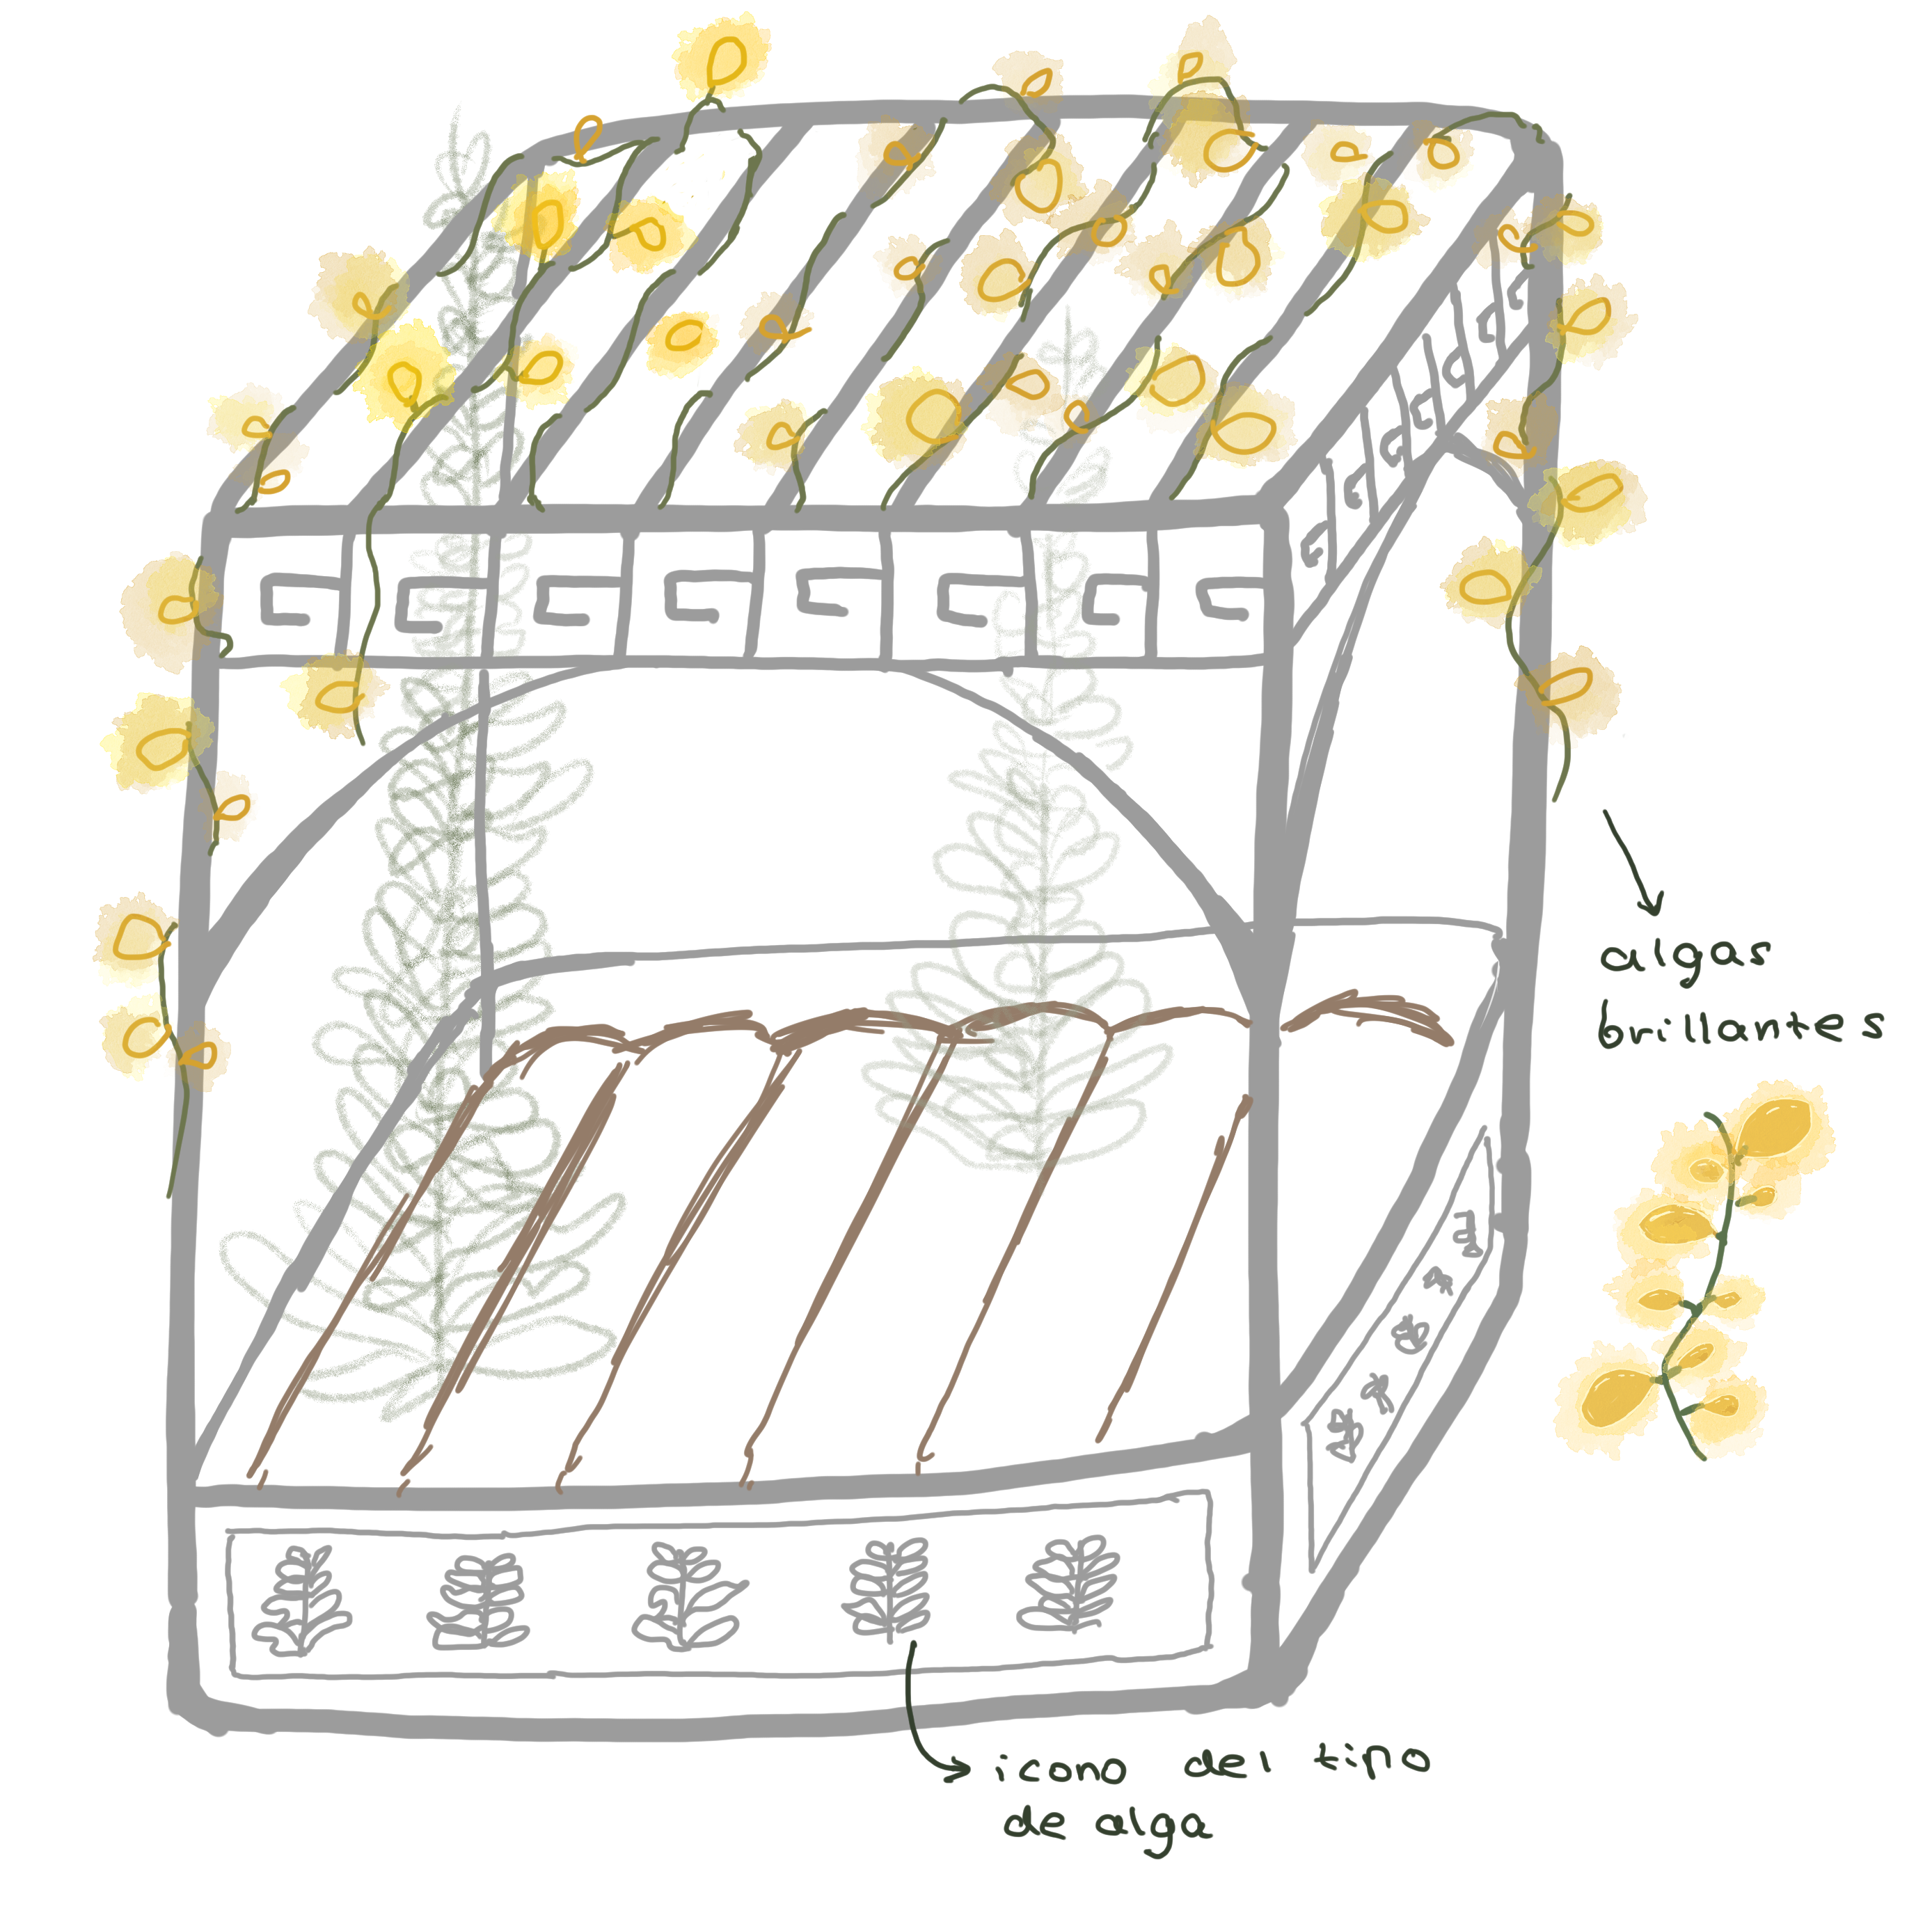 algas
brillantes
icono del tipo
de alga